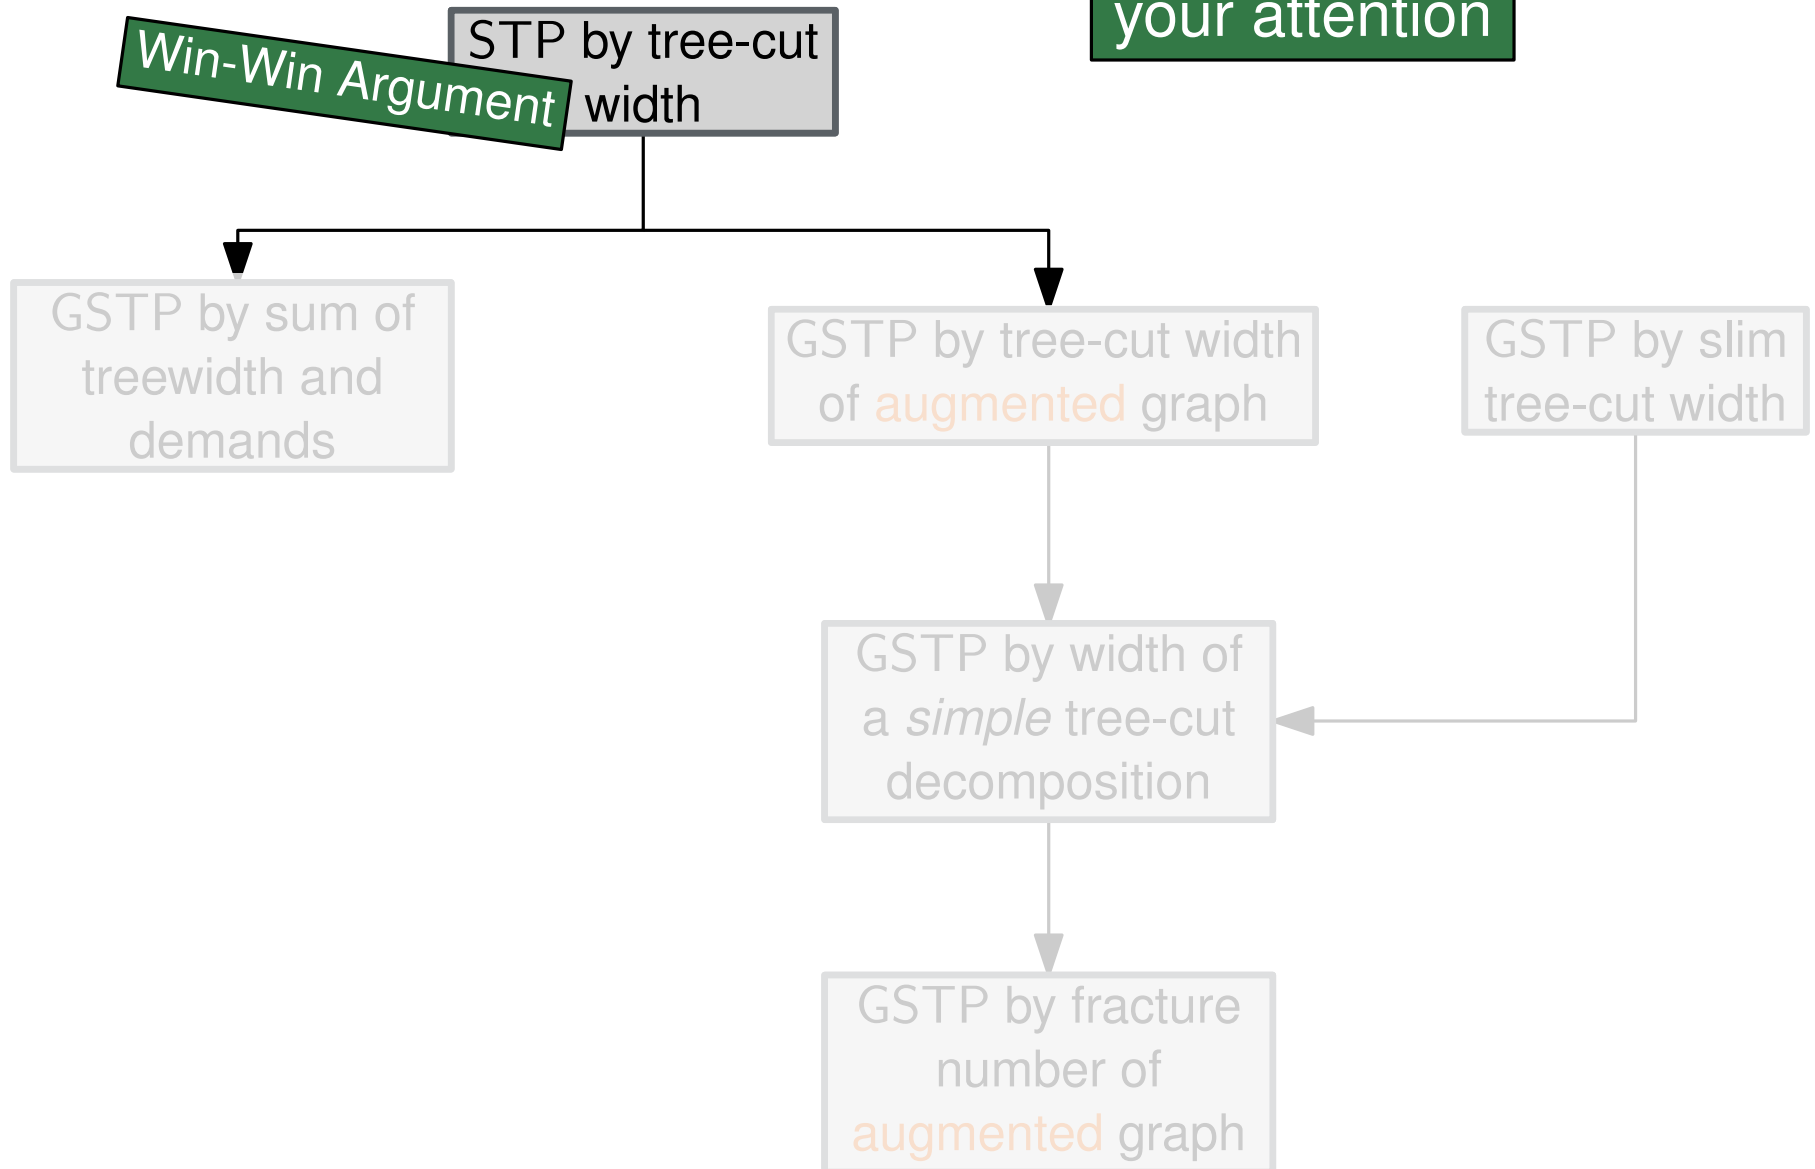 your attention
STP by tree-cut
width
Win-Win Argument
GSTP by sum of
treewidth and
demands
GSTP by tree-cut width
of augmented graph
GSTP by slim
tree-cut width
GSTP by width of
a simple tree-cut
decomposition
GSTP by fracture
number of
augmented graph